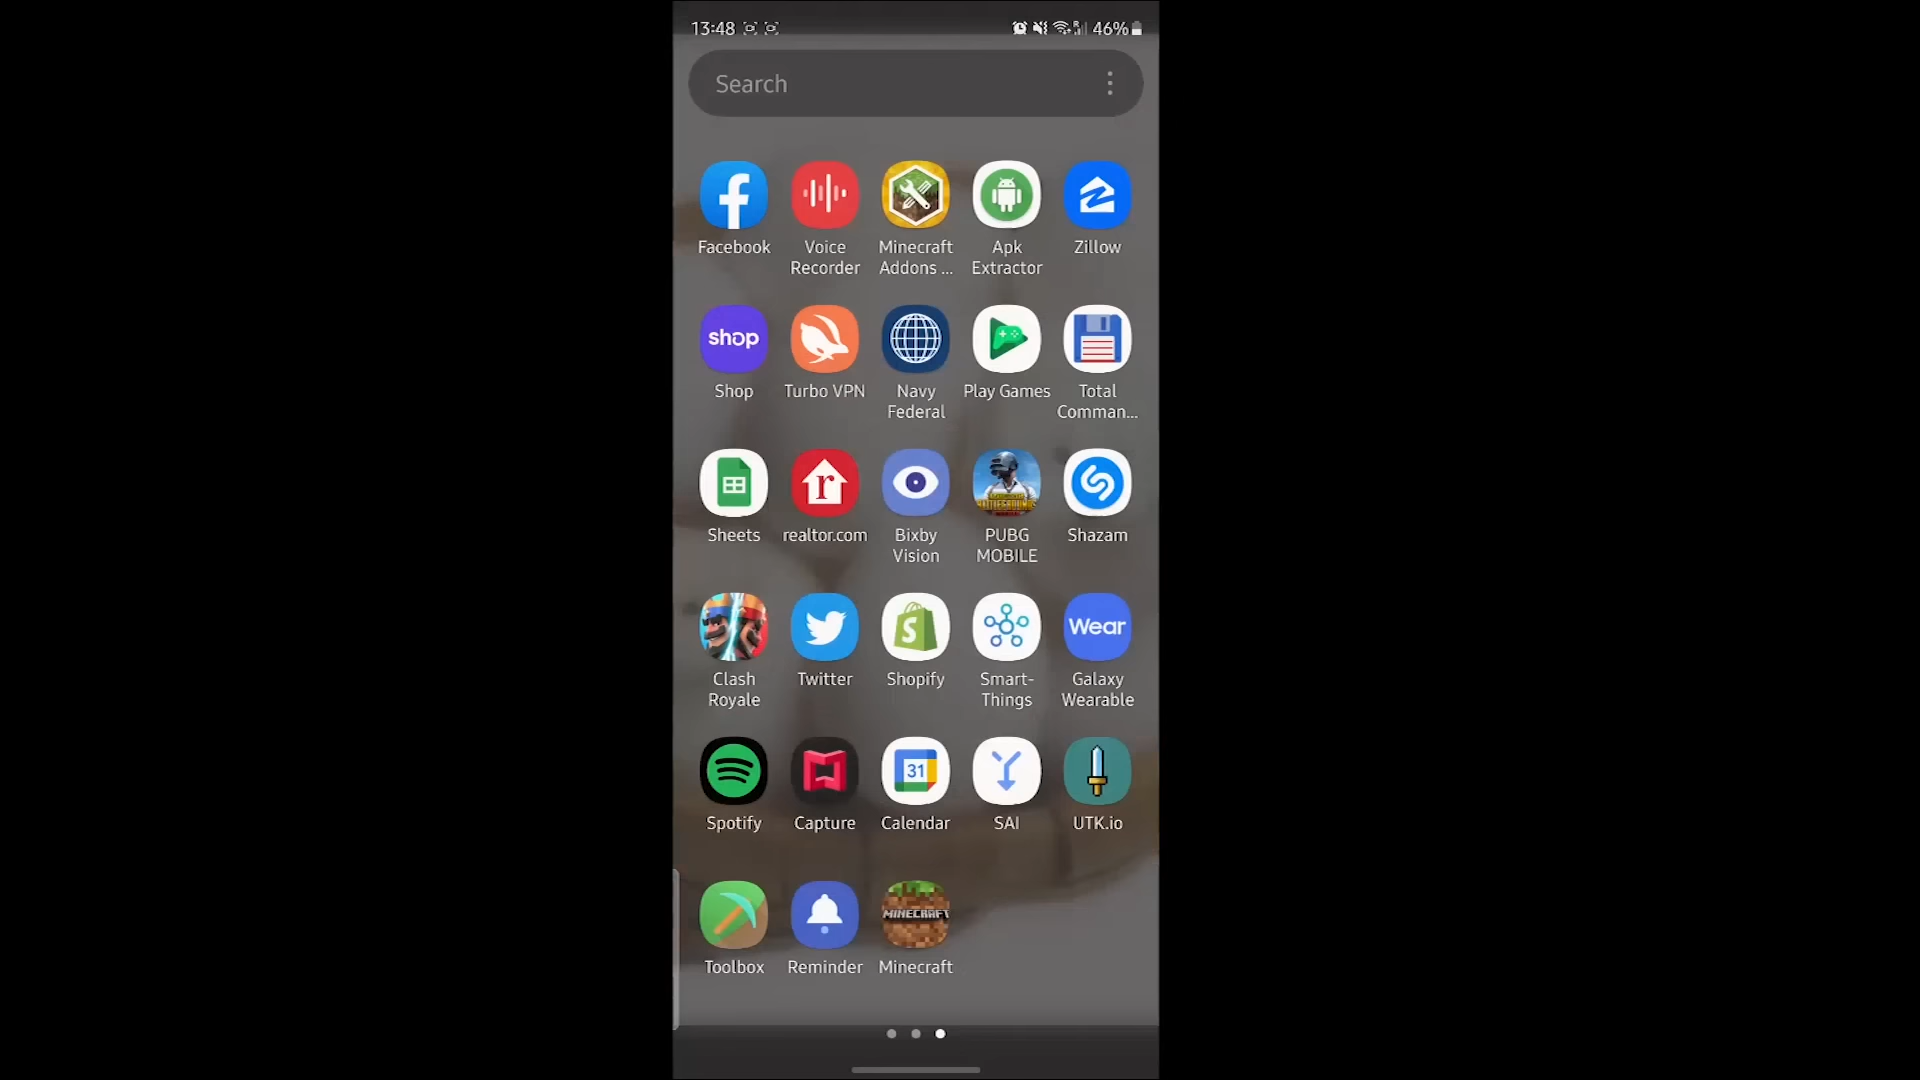 13:48
46%
Search
Facebook
Voice
Recorder
Minecraft
Addons ...
Apk
Extractor
Zillow
shop
Shop
Turbo VPN
Navy
Federal
Play Games
Total
Comman...
Sheets
r
realtor.com
Bixby
Vision
PUBG
MOBILE
Shazam
Clash
Royale
Twitter
S
Shopify
Smart-
Things
Wear
Galaxy
Wearable
Spotify
Capture
31
Calendar
SAI
UTK.io
Toolbox
Reminder
MINECRAFT
Minecraft